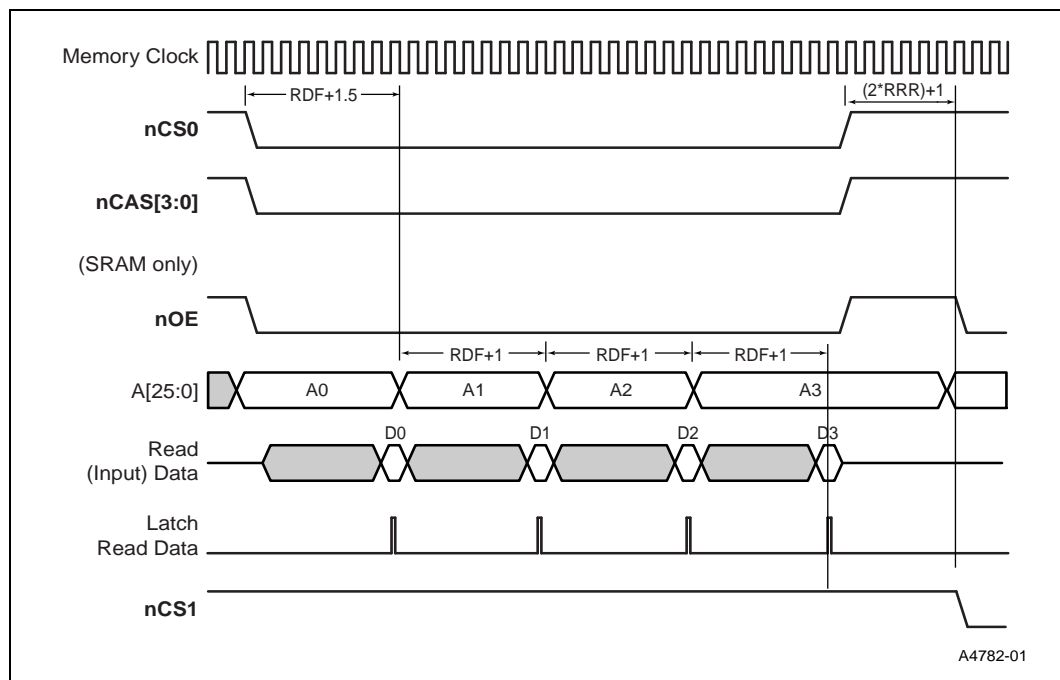 Memory Clock
RDF+1.5
(2*RRR)+1
nCS0
nCAS[3:0]
(SRAM only)
nOE
RDF+1
RDF+1
RDF+1
A[25:0]
A0
A1
A2
A3
D0
D1
D2
D3
Read
(Input) Data
Latch
Read Data
nCS1
A4782-01